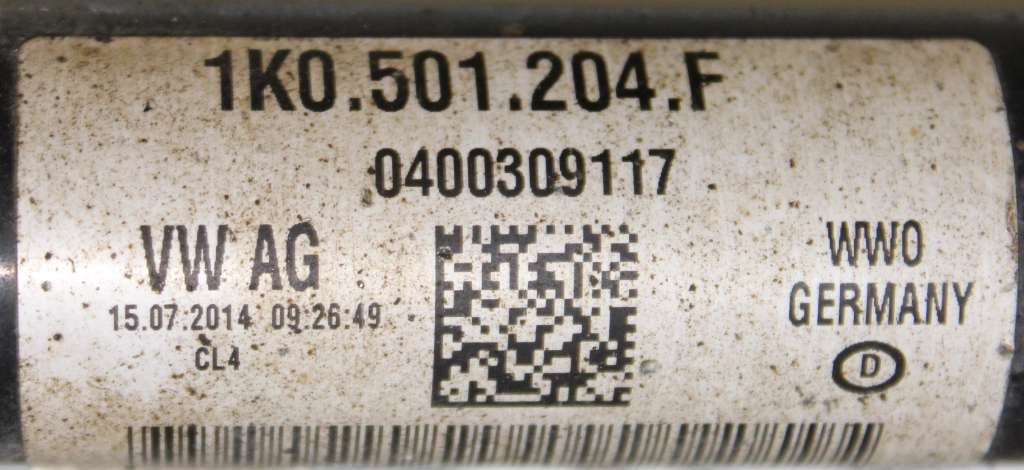 1K0.501.204.F
0400309117
VW AG
15.07.2014 09:26:49
CL4
WWO
GERMANY
D